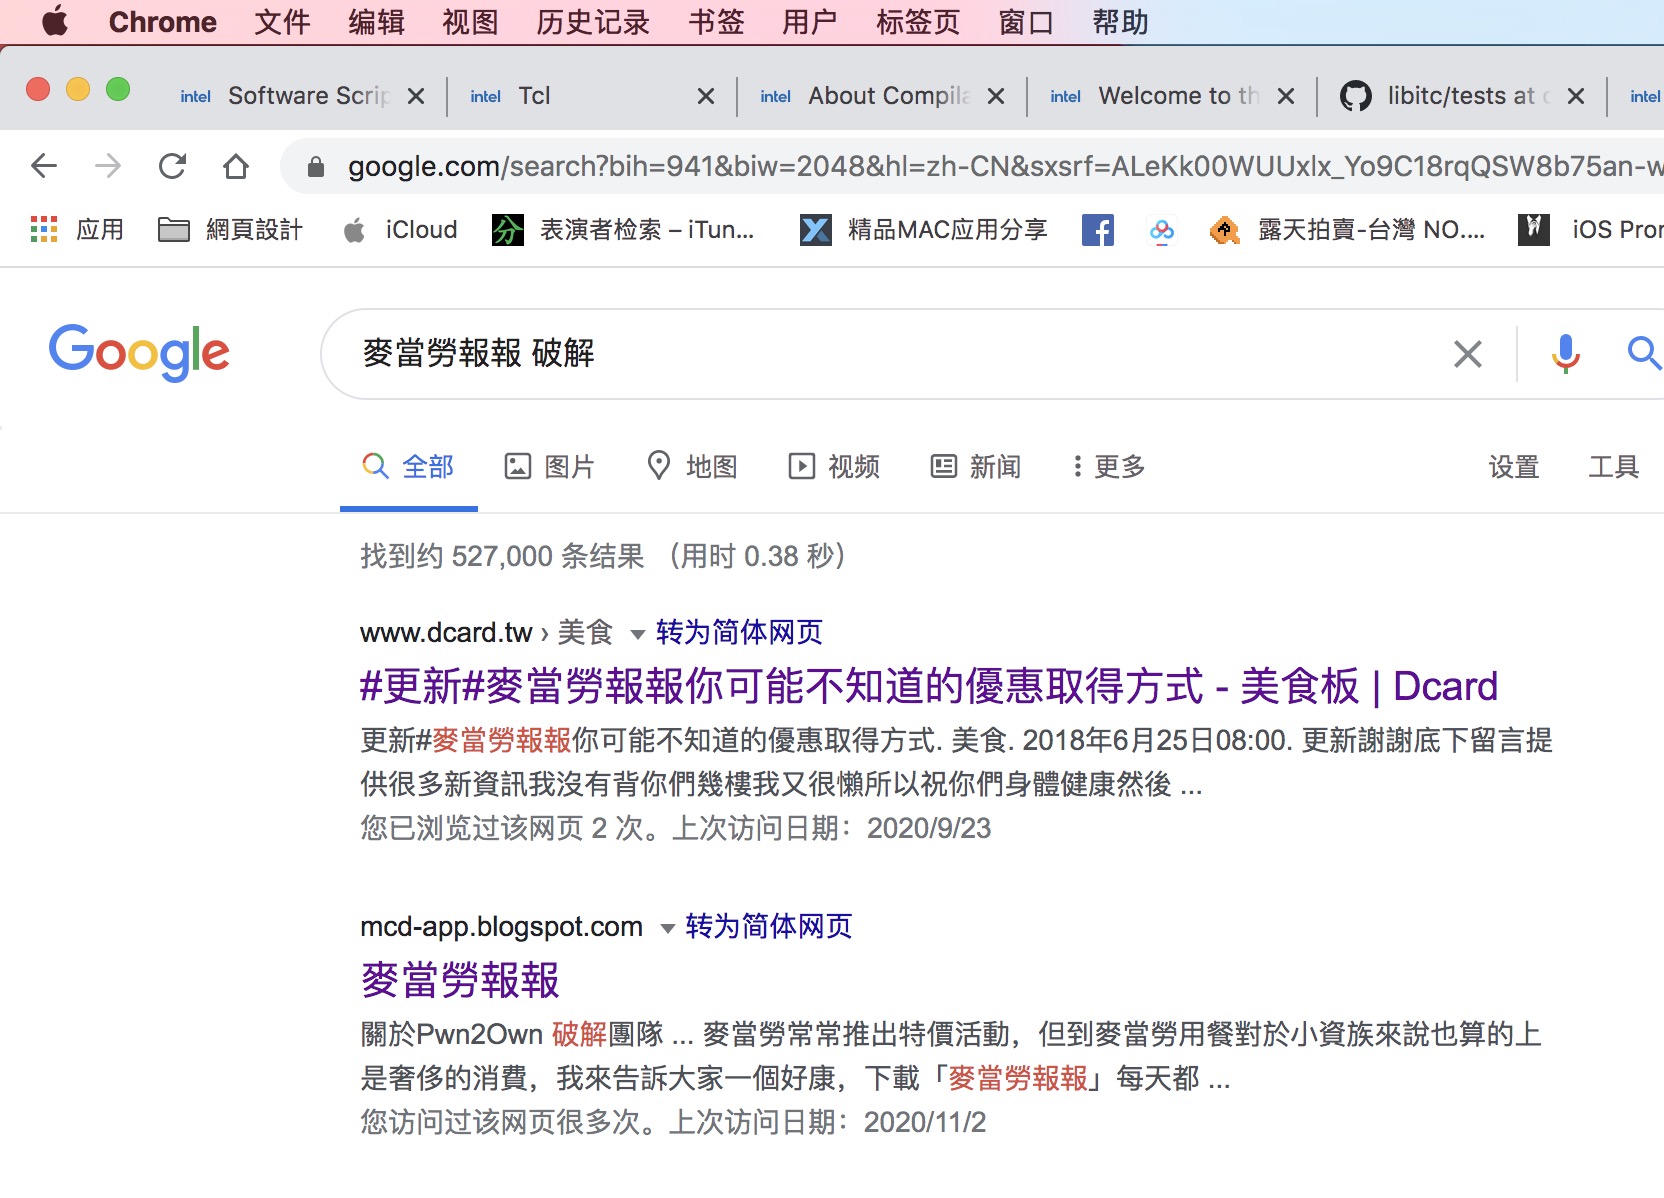 Chrome 文件 编辑 视图 历史记录 书签 用户 标签页 窗口 帮助
intel Software Scrip intel Tcl intel About Compila intel Welcome to th libitc/tests at intel
google.com/search?bih=941&biw=2048&hl=zh-CN&sxsrf=ALeKk00WUUxlx_Yo9C18rqQSW8b75an-w
应用 網頁設計 iCloud 分 表演者检索 – iTun... 精品MAC应用分享 露天拍賣-台灣 NO.... iOS Pror
Google 麥當勞報報 破解
全部 图片 地图 视频 新闻 更多 设置 工具
找到约 527,000 条结果 （用时 0.38 秒）
www.dcard.tw › 美食 转为简体网页
#更新#麥當勞報報你可能不知道的優惠取得方式 - 美食板 | Dcard
更新#麥當勞報報你可能不知道的優惠取得方式. 美食. 2018年6月25日08:00. 更新謝謝底下留言提
供很多新資訊我沒有背你們幾樓我又很懶所以祝你們身體健康然後 ...
您已浏览过该网页 2 次。上次访问日期：2020/9/23
mcd-app.blogspot.com 转为简体网页
麥當勞報報
關於Pwn2Own 破解團隊 ... 麥當勞常常推出特價活動，但到麥當勞用餐對於小資族來說也算的上
是奢侈的消費，我來告訴大家一個好康，下載「麥當勞報報」每天都 ...
您访问过该网页很多次。上次访问日期：2020/11/2